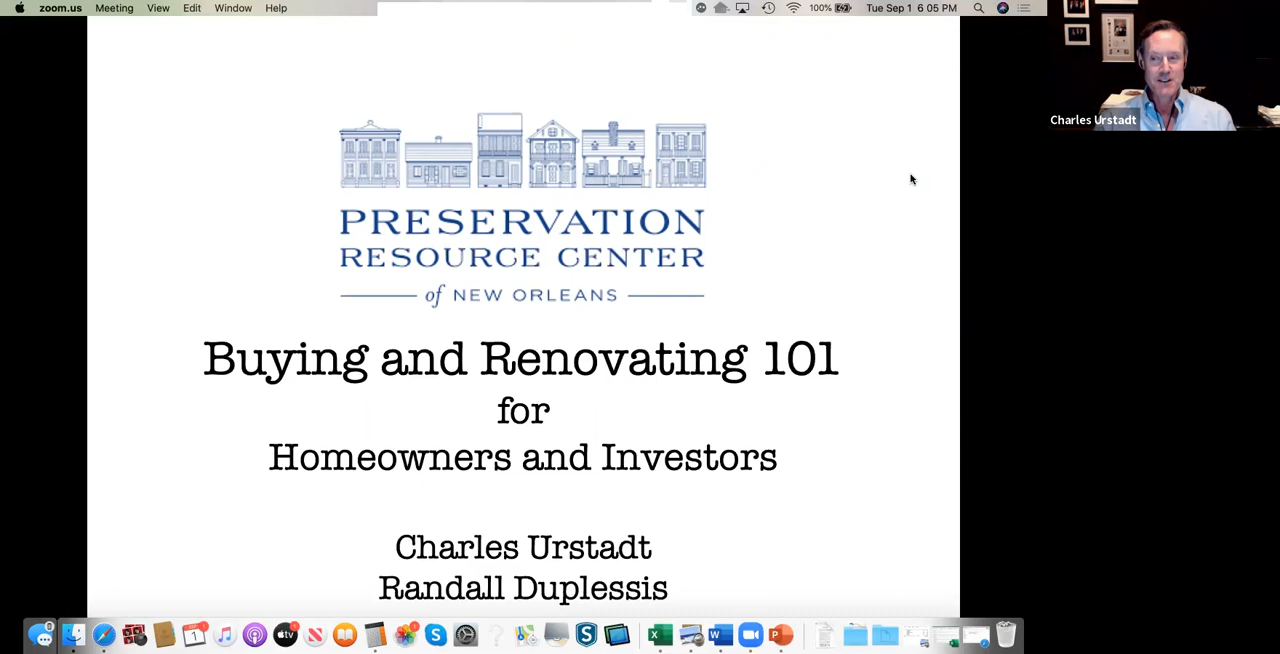 zoom.us Meeting View Edit Window Help
100% Tue Sep 1 6:05 PM
Charles Urstadt
PRESERVATION
RESOURCE CENTER
of NEW ORLEANS
Buying and Renovating 101
for
Homeowners and Investors
Charles Urstadt
Randall Duplessis